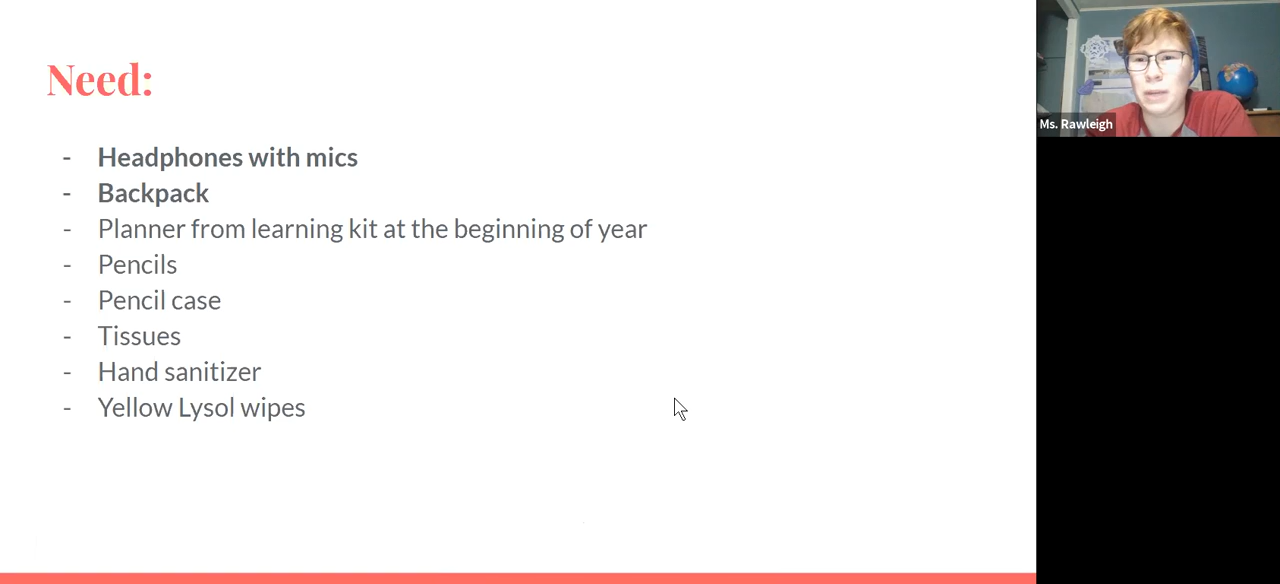 Need:
- Headphones with mics
- Backpack
- Planner from learning kit at the beginning of year
- Pencils
- Pencil case
- Tissues
- Hand sanitizer
- Yellow Lysol wipes
Ms. Rawleigh